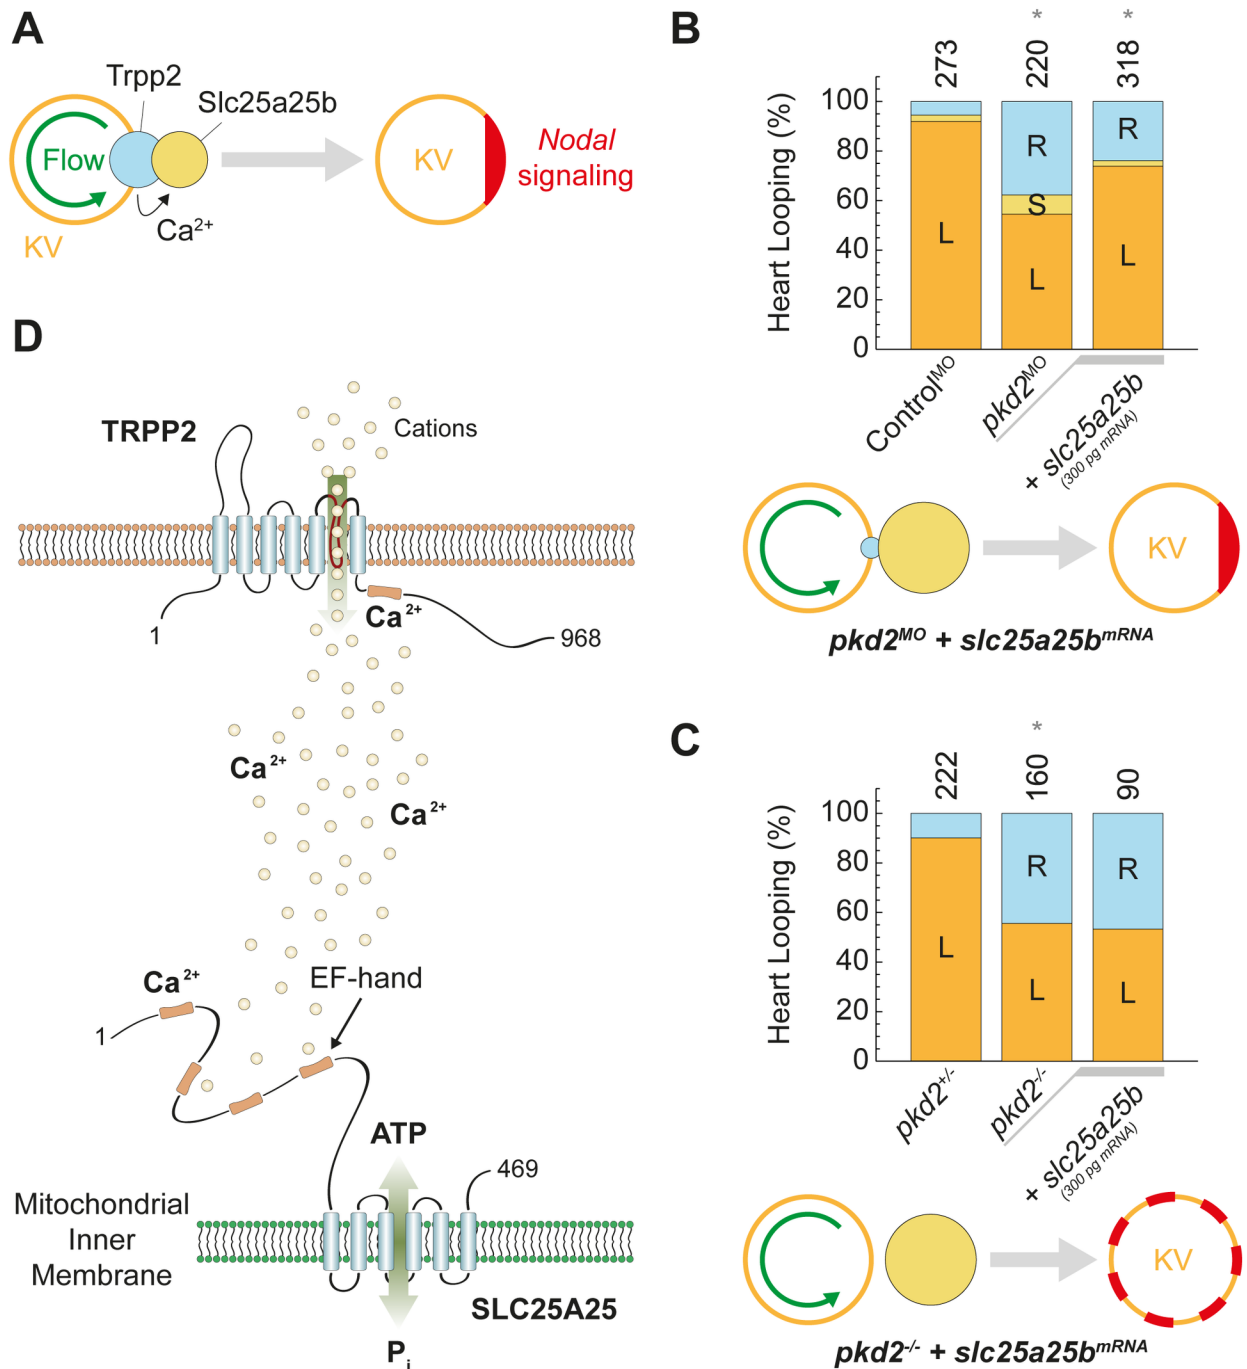 A
Trpp2
Slc25a25b
Flow
Ca2+
KV
KV
Nodal
signaling
B
* *
273 220 318
Heart Looping (%)
100
80
60
40
20
0
R
R
S
L
L
L
ControlMO
pkd2MO
+ slc25a25b
(300 pg mRNA)
KV
pkd2MO + slc25a25bmRNA
C
*
222 160 90
Heart Looping (%)
100
80
60
40
20
0
R
R
L
L
L
pkd2+/-
pkd2-/-
+ slc25a25b
(300 pg mRNA)
KV
pkd2-/- + slc25a25bmRNA
D
Cations
TRPP2
Ca2+
1
968
Ca2+
Ca2+
Ca2+
EF-hand
1
ATP
469
Mitochondrial
Inner
Membrane
SLC25A25
Pi